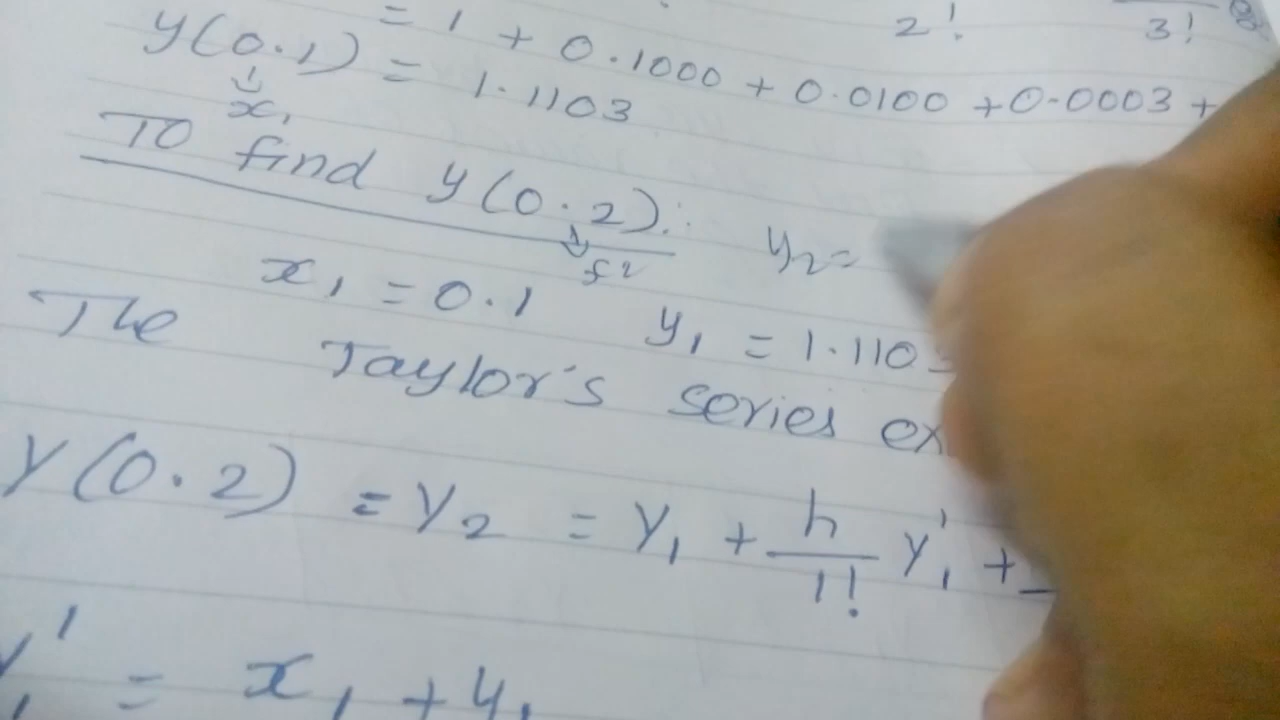 2! 3!
= 1 + 0.1000 + 0.0100 + 0.0003 +
y(0.1) = 1.1103
x₁
To find y(0.2): y₂=
x₁ = 0.1 y₁ = 1.110
The Taylor's series ex
y(0.2) = y₂ = y₁ + h/1! y₁' +
y₁' = x₁ + y₁